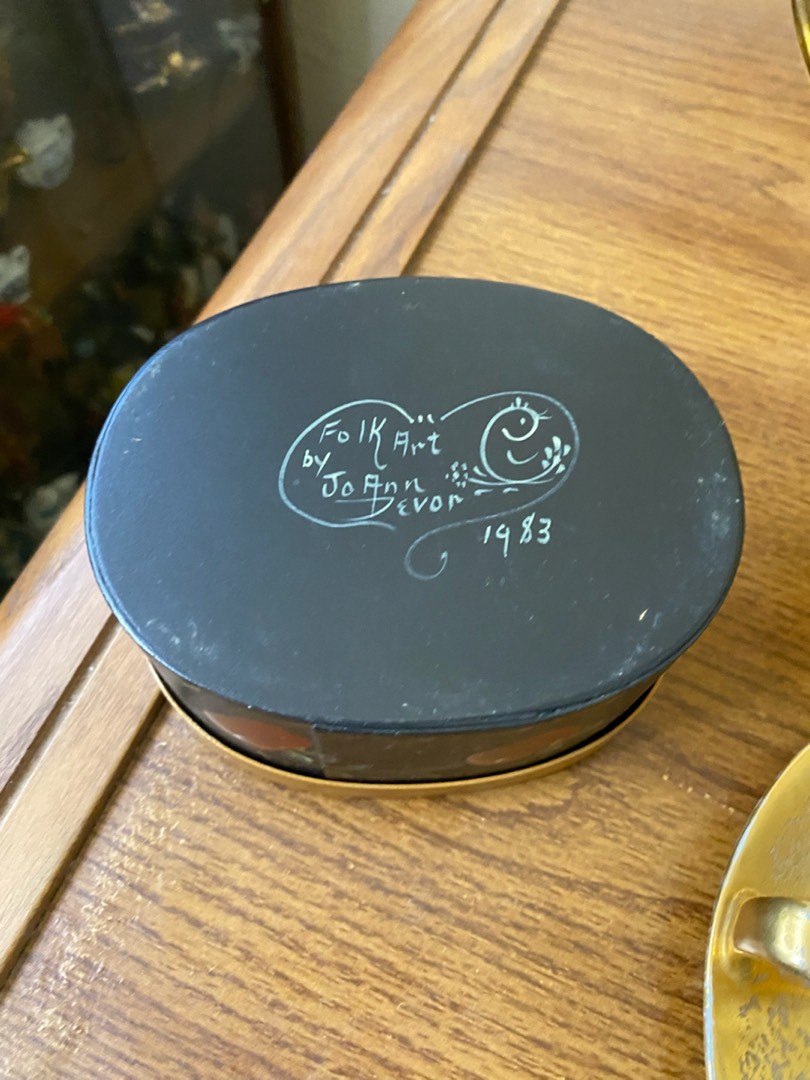 Folk Art
by
JoAnn
Devor
1983